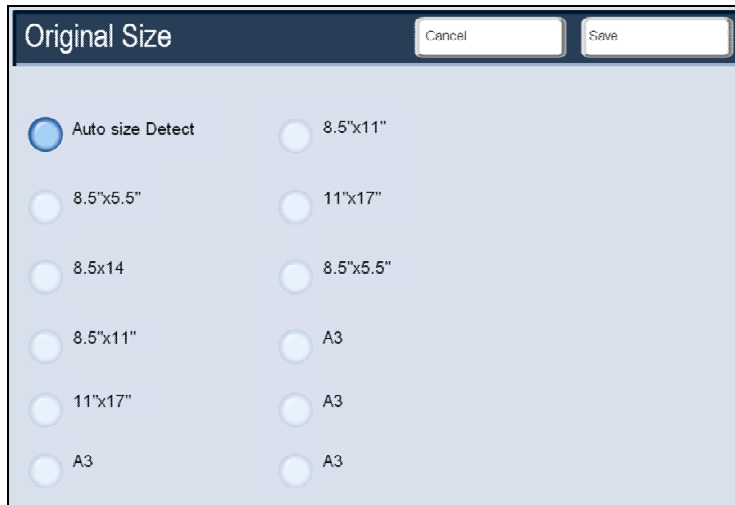 Original Size
Cancel
Save
Auto size Detect
8.5"x11"
8.5"x5.5"
11"x17"
8.5x14
8.5"x5.5"
8.5"x11"
A3
11"x17"
A3
A3
A3